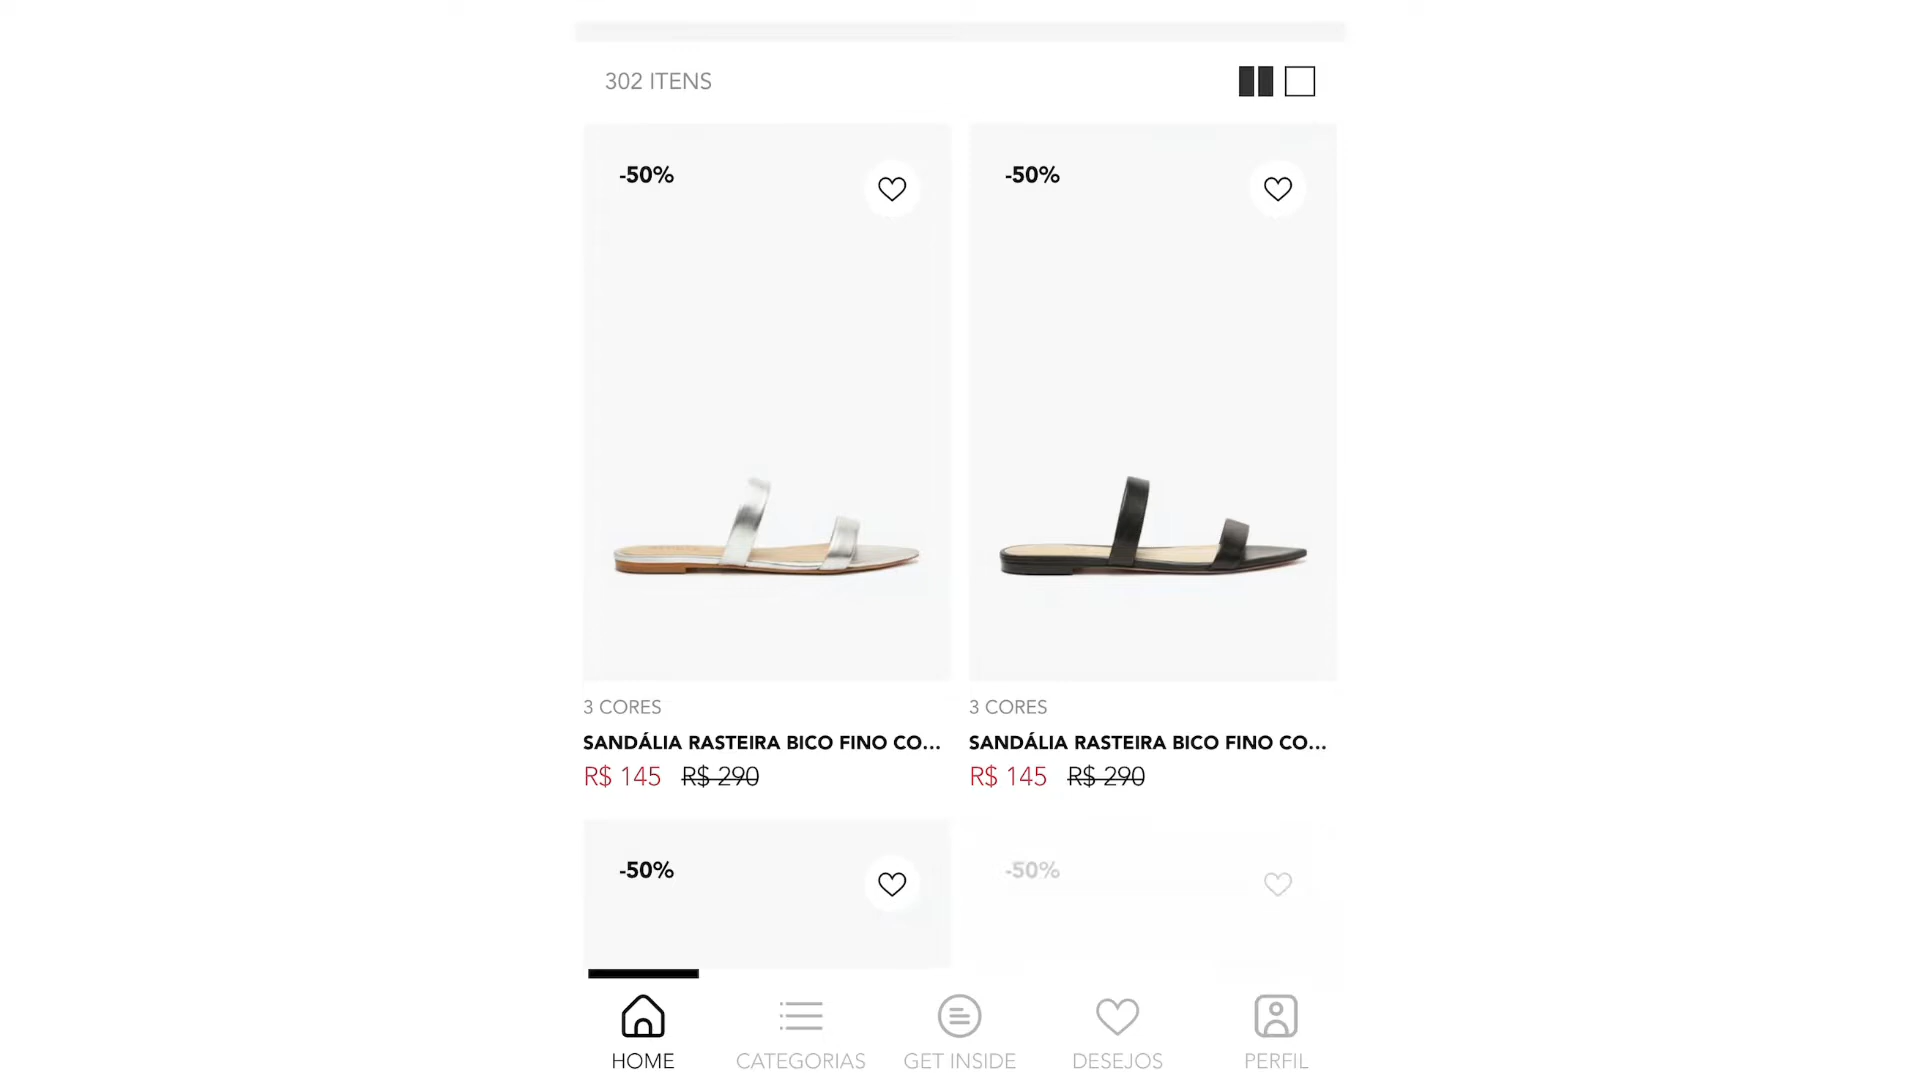 302 ITENS
-50%
-50%
3 CORES
3 CORES
SANDÁLIA RASTEIRA BICO FINO CO...
SANDÁLIA RASTEIRA BICO FINO CO...
R$ 145 R$ 290
R$ 145 R$ 290
-50%
-50%
HOME
CATEGORIAS
GET INSIDE
DESEJOS
PERFIL